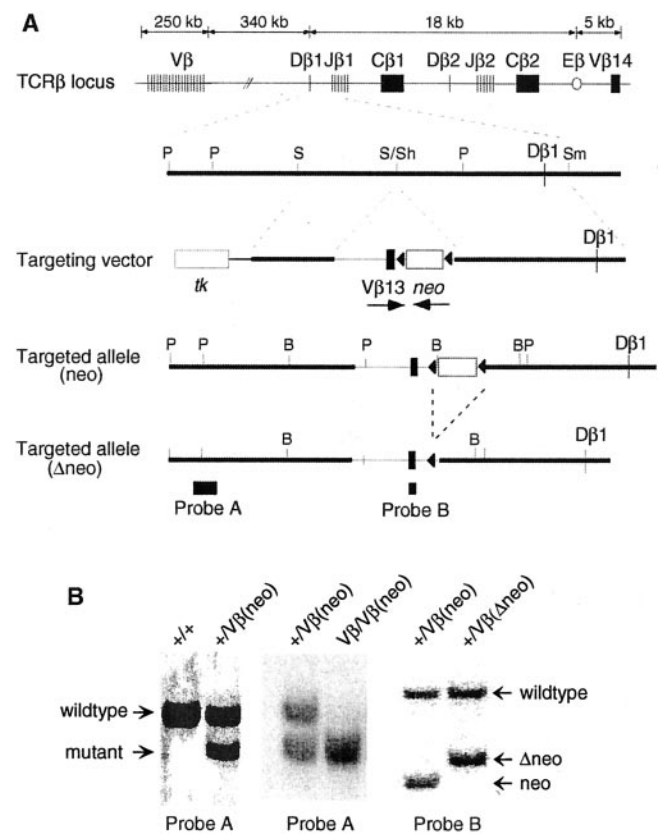 A
250 kb 340 kb 18 kb 5 kb
Vβ Dβ1 Jβ1 Cβ1 Dβ2 Jβ2 Cβ2 Eβ Vβ14
TCRβ locus //
P P S S/Sh P Dβ1 Sm
Targeting vector Dβ1
tk Vβ13 neo
P P B P B B P Dβ1
Targeted allele
(neo)
Targeted allele
(Δneo)
B B Dβ1
Probe A Probe B
B
+/+ +/Vβ(neo) +/Vβ(neo) Vβ/Vβ(neo) +/Vβ(neo) +/Vβ(Δneo)
wildtype wildtype
mutant Δneo
neo
Probe A Probe A Probe B